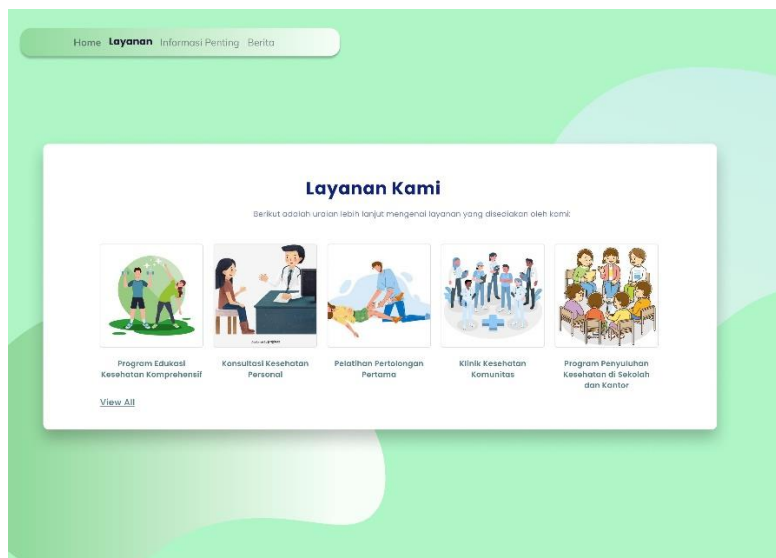 Home Layanan Informasi Penting Berita
Layanan Kami
Berikut adalah uraian lebih lanjut mengenai layanan yang disediakan oleh kami:
Program Edukasi
Kesehatan Komprehensif
Konsultasi Kesehatan
Personal
Pelatihan Pertolongan
Pertama
Klinik Kesehatan
Komunitas
Program Penyuluhan
Kesehatan di Sekolah
dan Kantor
View All